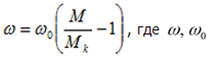 ω = ω₀(M/Mₖ − 1), где ω, ω₀